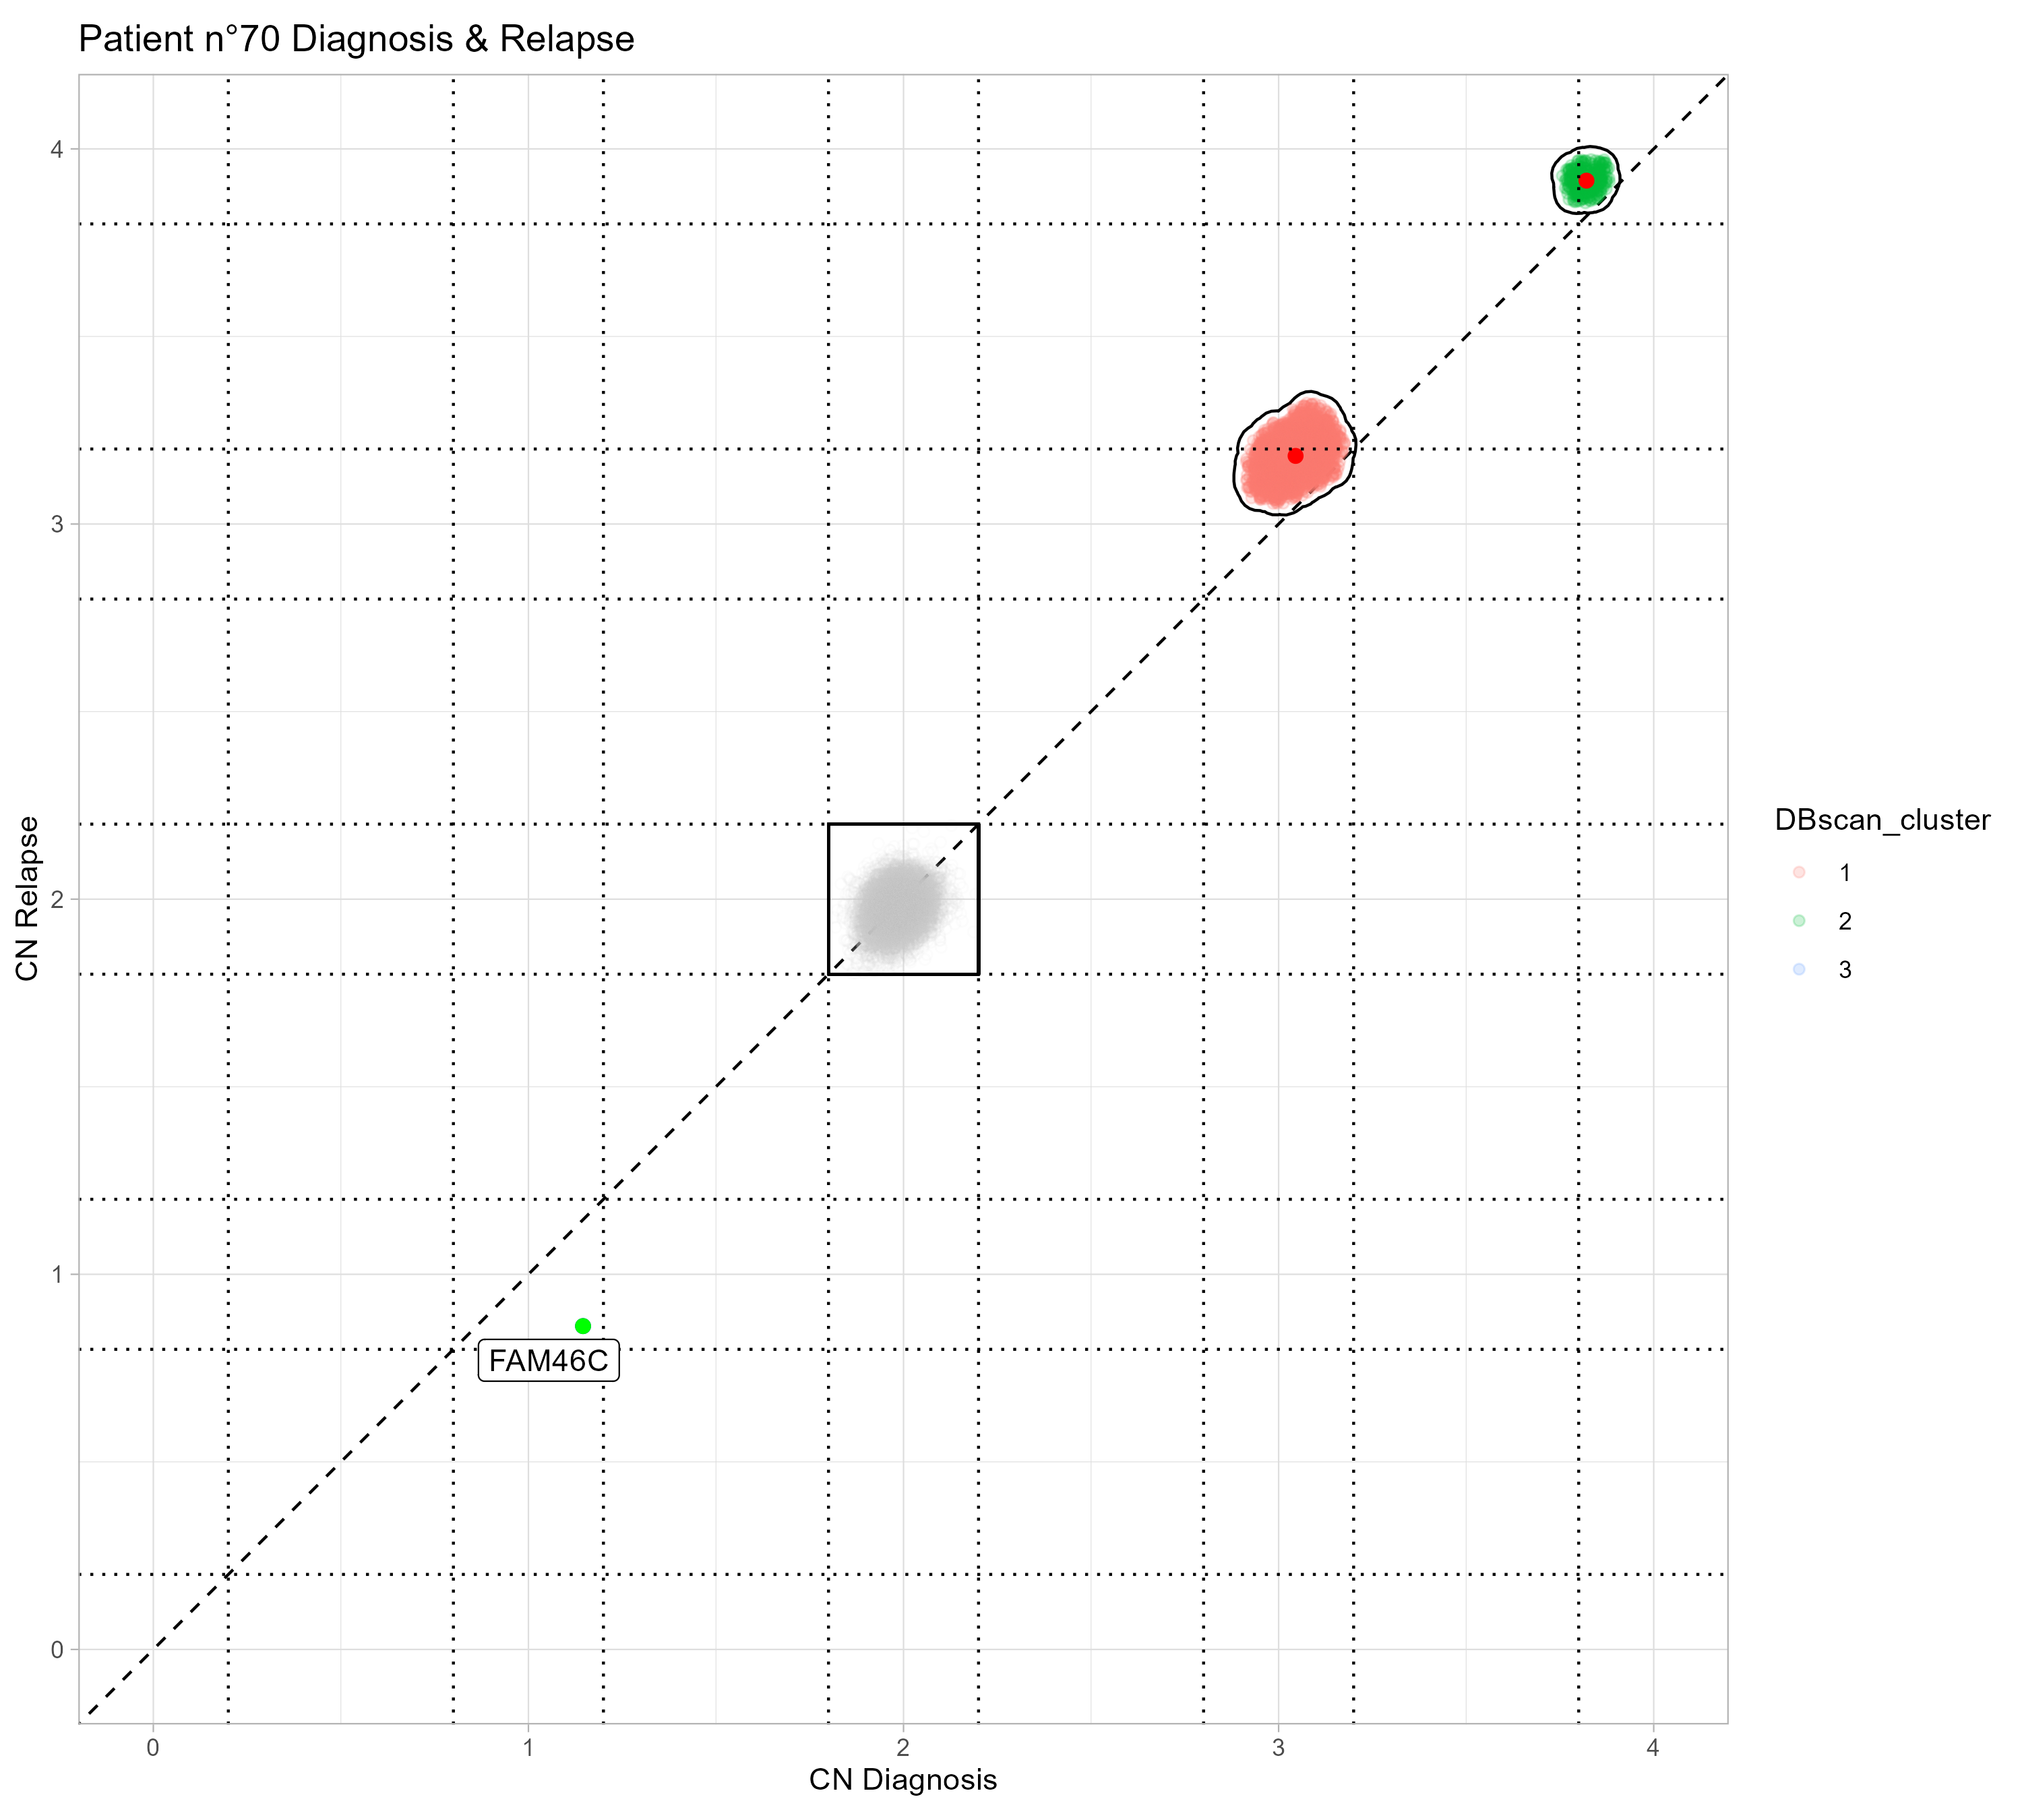 Patient n°70 Diagnosis & Relapse
CN Relapse
4
3
2
1
0
FAM46C
0 1 2 3 4
CN Diagnosis
DBscan_cluster
1
2
3